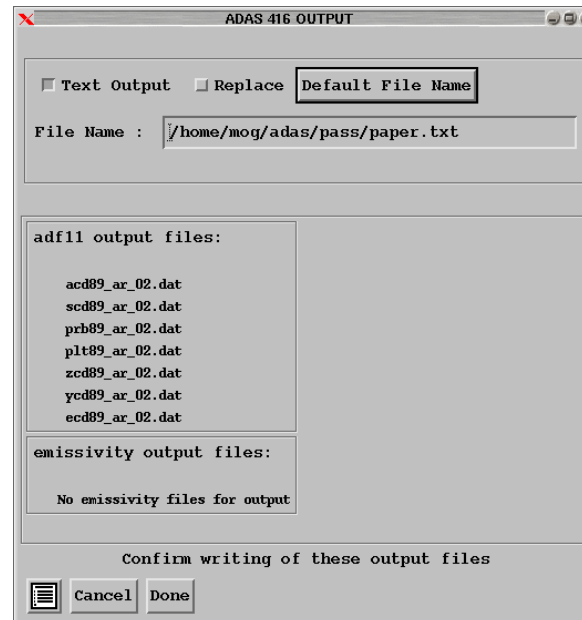 ADAS 416 OUTPUT
Text Output Replace Default File Name
File Name : /home/mog/adas/pass/paper.txt
adf11 output files:
acd89_ar_02.dat
scd89_ar_02.dat
prb89_ar_02.dat
plt89_ar_02.dat
zcd89_ar_02.dat
ycd89_ar_02.dat
ecd89_ar_02.dat
emissivity output files:
No emissivity files for output
Confirm writing of these output files
Cancel Done